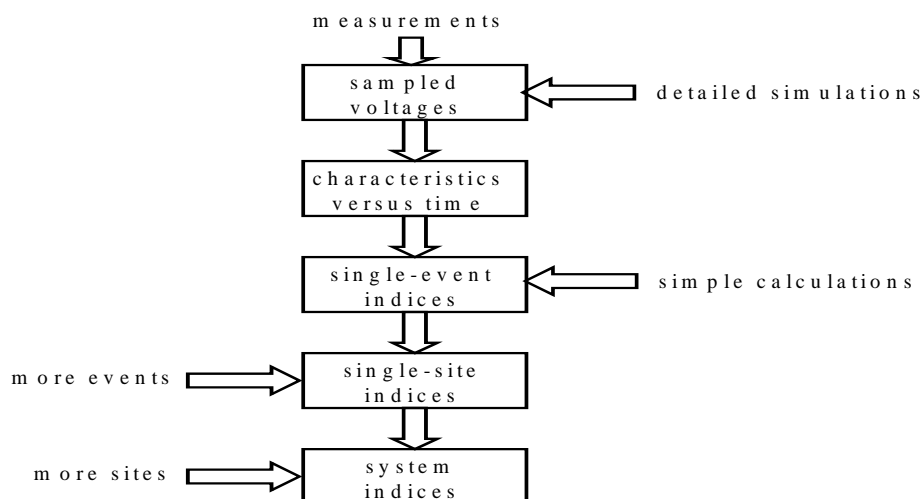 measurements
sampled
voltages
detailed simulations
characteristics
versus time
single-event
indices
simple calculations
more events
single-site
indices
more sites
system
indices